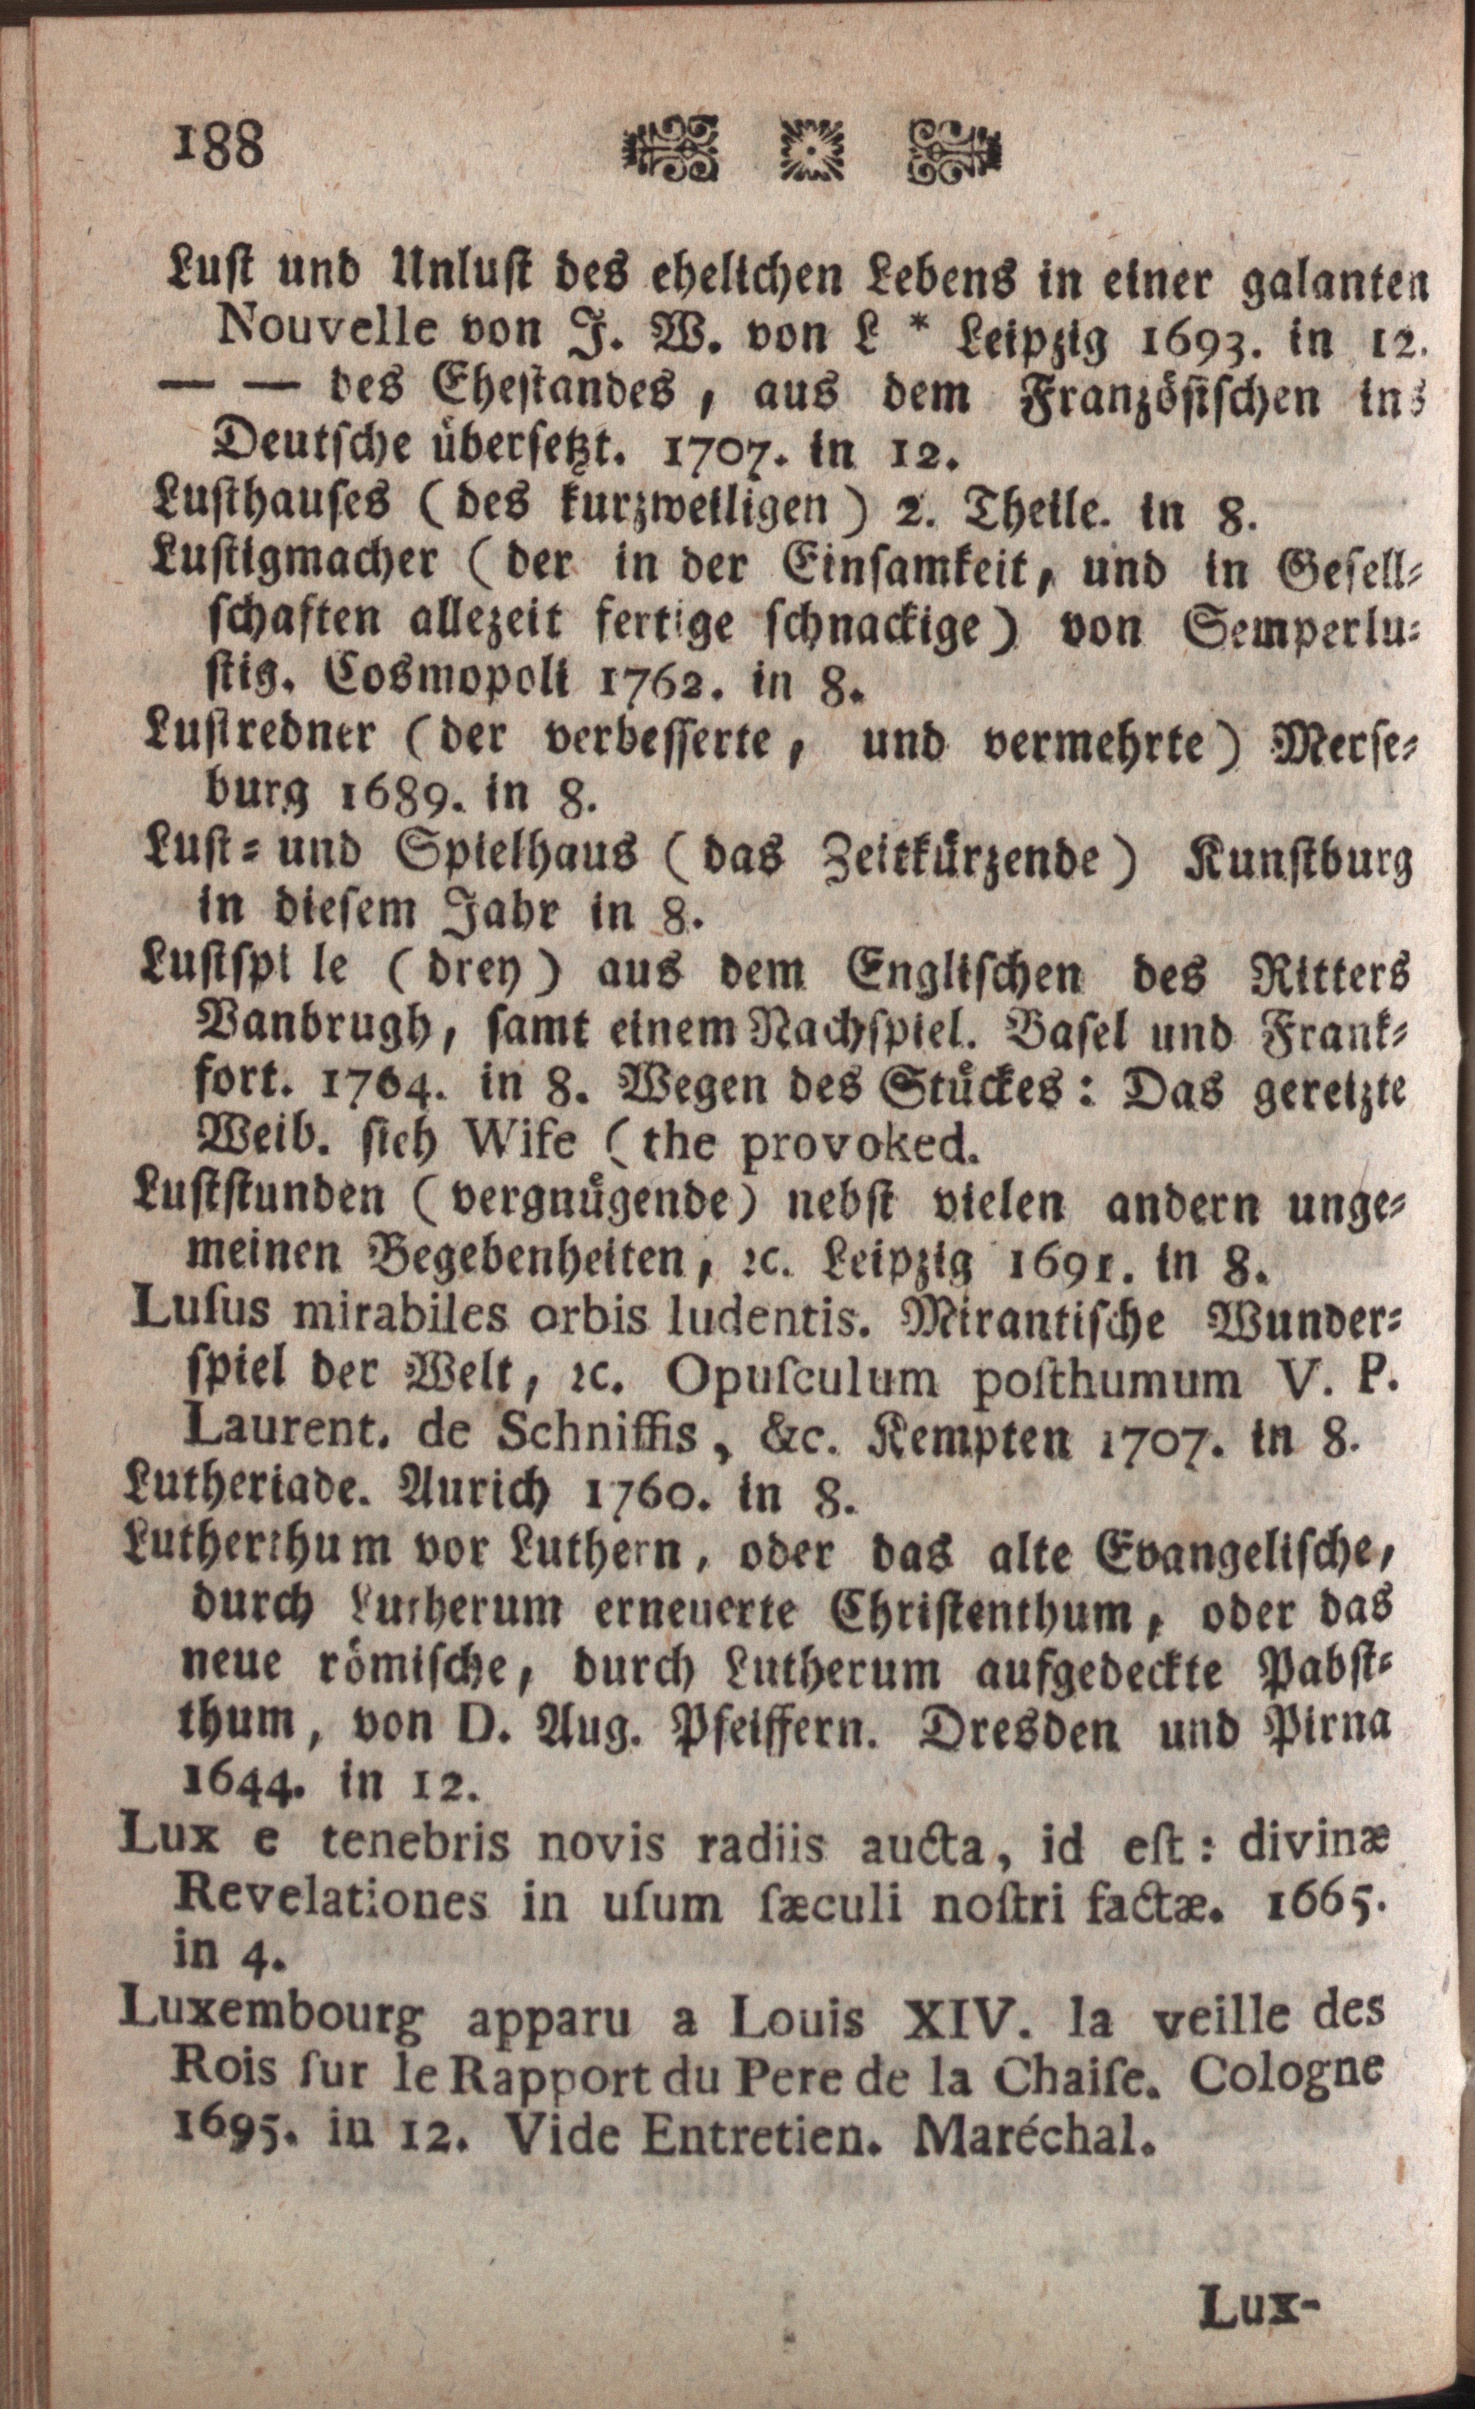 188
Luſt und Unluſt des ehelichen Lebens in einer galanten
Nouvelle von J. W. von L * Leipzig 1693. in 12.
— — des Eheſtandes, aus dem Französiſchen ins
Deutſche überſetzt. 1707. in 12.
Luſthauſes (des kurzweiligen) 2. Theile. in 8.
Luſtigmacher (der in der Einſamkeit, und in Geſell-
ſchaften allezeit fertige ſchnackige) von Semperlu-
ſtig. Cosmopoli 1762. in 8.
Luſtredner (der verbeſſerte, und vermehrte) Merſe-
burg 1689. in 8.
Luſt- und Spielhaus (das Zeitkürzende) Kunſtburg
in dieſem Jahr in 8.
Luſtſpi le (drey) aus dem Engliſchen des Ritters
Vanbrugh, ſamt einem Nachſpiel. Baſel und Frank-
fort. 1764. in 8. Wegen des Stückes: Das gereizte
Weib. ſieh Wife (the provoked.
Luſtſtunden (vergnügende) nebſt vielen andern unge-
meinen Begebenheiten, ꝛc. Leipzig 1691. in 8.
Luſus mirabiles orbis ludentis. Mirantiſche Wunder-
ſpiel der Welt, ꝛc. Opuſculum poſthumum V. P.
Laurent. de Schniffis, &c. Kempten 1707. in 8.
Lutheriade. Aurich 1760. in 8.
Lutherthum vor Luthern, oder das alte Evangeliſche,
durch Lutherum erneuerte Chriſtenthum, oder das
neue römiſche, durch Lutherum aufgedeckte Pabſt-
thum, von D. Aug. Pfeiffern. Dresden und Pirna
1644. in 12.
Lux e tenebris novis radiis aucta, id eſt: divinæ
Revelationes in uſum ſæculi noſtri factæ. 1665.
in 4.
Luxembourg apparu a Louis XIV. la veille des
Rois ſur le Rapport du Pere de la Chaiſe. Cologne
1695. in 12. Vide Entretien. Maréchal.
Lux-